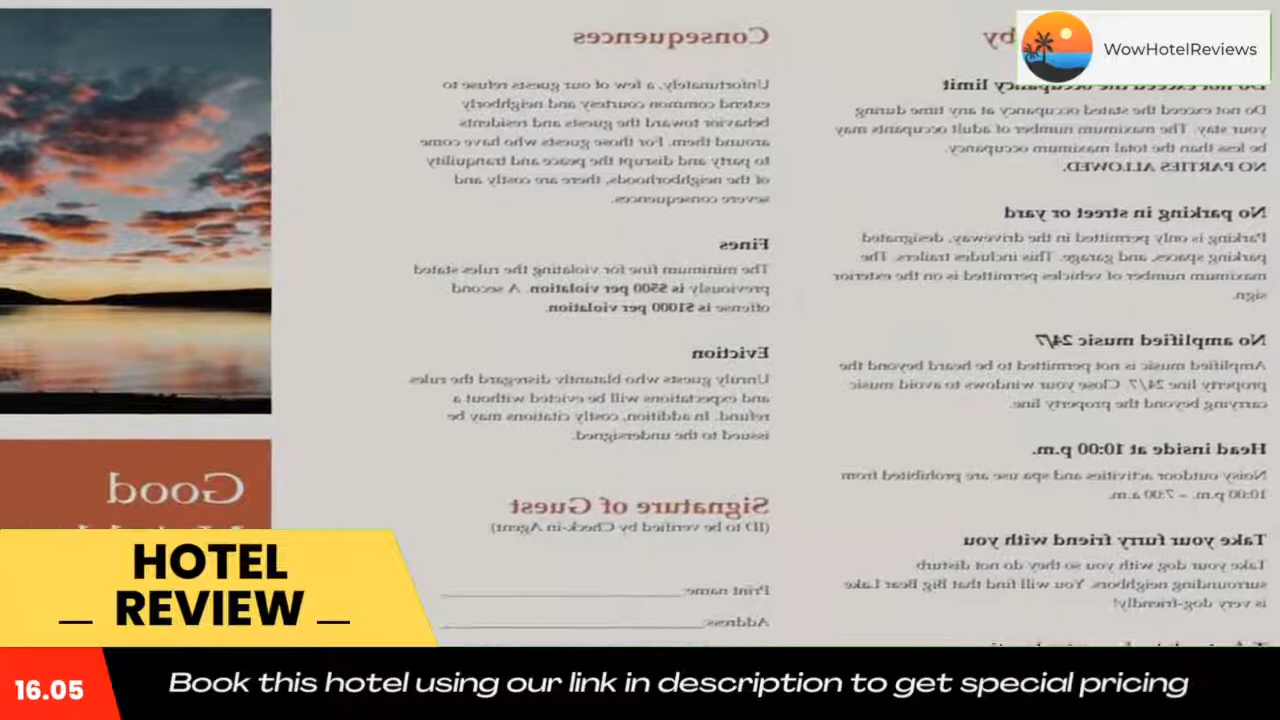 WowHotelReviews
by
Do not exceed the occupancy limit
Do not exceed the stated occupancy at any time during
your stay. The maximum number of adult occupants may
be less than the total maximum occupancy.
NO PARTIES ALLOWED.
No parking in street or yard
Parking is only permitted in the driveway, designated
parking spaces, and garage. This includes trailers. The
maximum number of vehicles permitted is on the exterior
sign.
No amplified music 24/7
Amplified music is not permitted to be heard beyond the
property line 24/7. Close your windows to avoid music
carrying beyond the property line.
Head inside at 10:00 p.m.
Noisy outdoor activities and spa use are prohibited from
10:00 p.m. – 7:00 a.m.
Take your furry friend with you
Take your dog with you so they do not disturb
surrounding neighbors. You will find that Big Bear Lake
is very dog-friendly!
Consequences
Unfortunately, a few of our guests refuse to
extend common courtesy and neighborly
behavior toward the guests and residents
around them. For those guests who have come
to party and disrupt the peace and tranquility
of the neighborhoods, there are costly and
severe consequences.
Fines
The minimum fine for violating the rules stated
previously is $500 per violation. A second
offense is $1000 per violation.
Eviction
Unruly guests who blatantly disregard the rules
and expectations will be evicted without a
refund. In addition, costly citations may be
issued to the undersigned.
Signature of Guest
(ID to be verified by Check-in Agent)
Print name:
Address:
Good
HOTEL
REVIEW
16.05
Book this hotel using our link in description to get special pricing